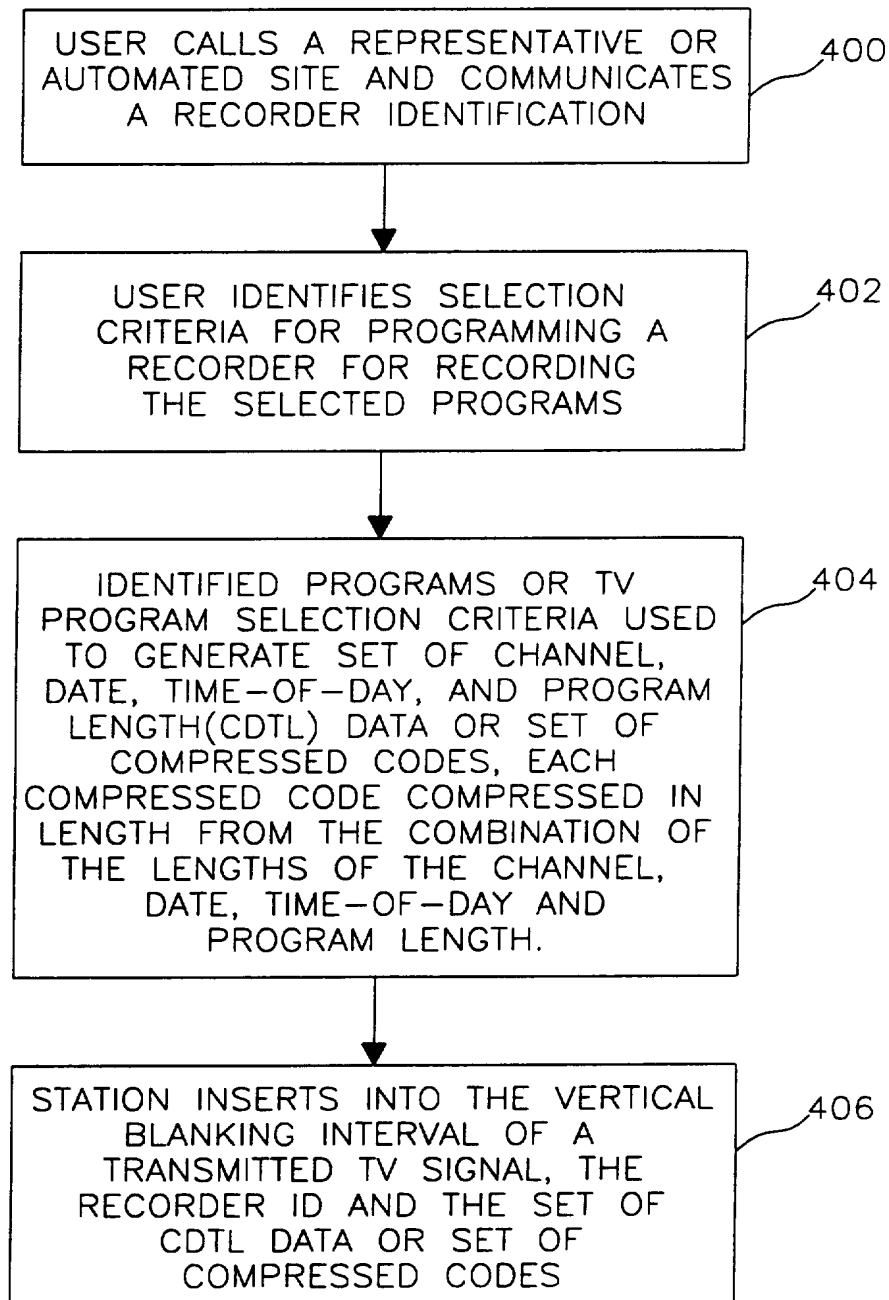 USER CALLS A REPRESENTATIVE OR
AUTOMATED SITE AND COMMUNICATES
A RECORDER IDENTIFICATION
400
USER IDENTIFIES SELECTION
CRITERIA FOR PROGRAMMING A
RECORDER FOR RECORDING
THE SELECTED PROGRAMS
402
IDENTIFIED PROGRAMS OR TV
PROGRAM SELECTION CRITERIA USED
TO GENERATE SET OF CHANNEL,
DATE, TIME-OF-DAY, AND PROGRAM
LENGTH(CDTL) DATA OR SET OF
COMPRESSED CODES, EACH
COMPRESSED CODE COMPRESSED IN
LENGTH FROM THE COMBINATION OF
THE LENGTHS OF THE CHANNEL,
DATE, TIME-OF-DAY AND
PROGRAM LENGTH.
404
STATION INSERTS INTO THE VERTICAL
BLANKING INTERVAL OF A
TRANSMITTED TV SIGNAL, THE
RECORDER ID AND THE SET OF
CDTL DATA OR SET OF
COMPRESSED CODES
406